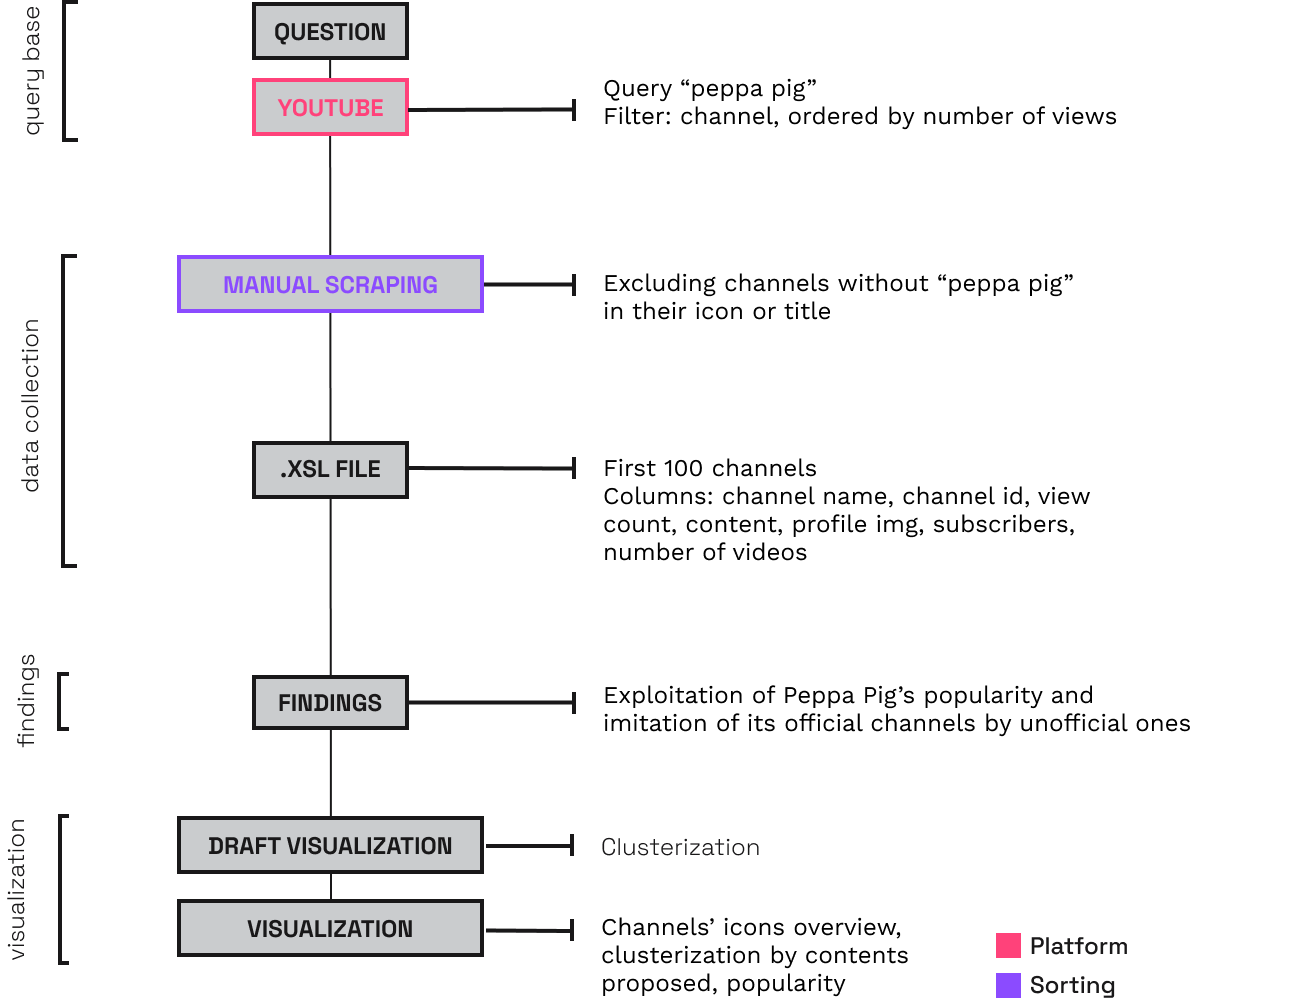 query base
QUESTION
YOUTUBE
Query “peppa pig”
Filter: channel, ordered by number of views
data collection
MANUAL SCRAPING
Excluding channels without “peppa pig”
in their icon or title
.XSL FILE
First 100 channels
Columns: channel name, channel id, view
count, content, profile img, subscribers,
number of videos
findings
FINDINGS
Exploitation of Peppa Pig’s popularity and
imitation of its official channels by unofficial ones
visualization
DRAFT VISUALIZATION
Clusterization
VISUALIZATION
Channels’ icons overview,
clusterization by contents
proposed, popularity
Platform
Sorting